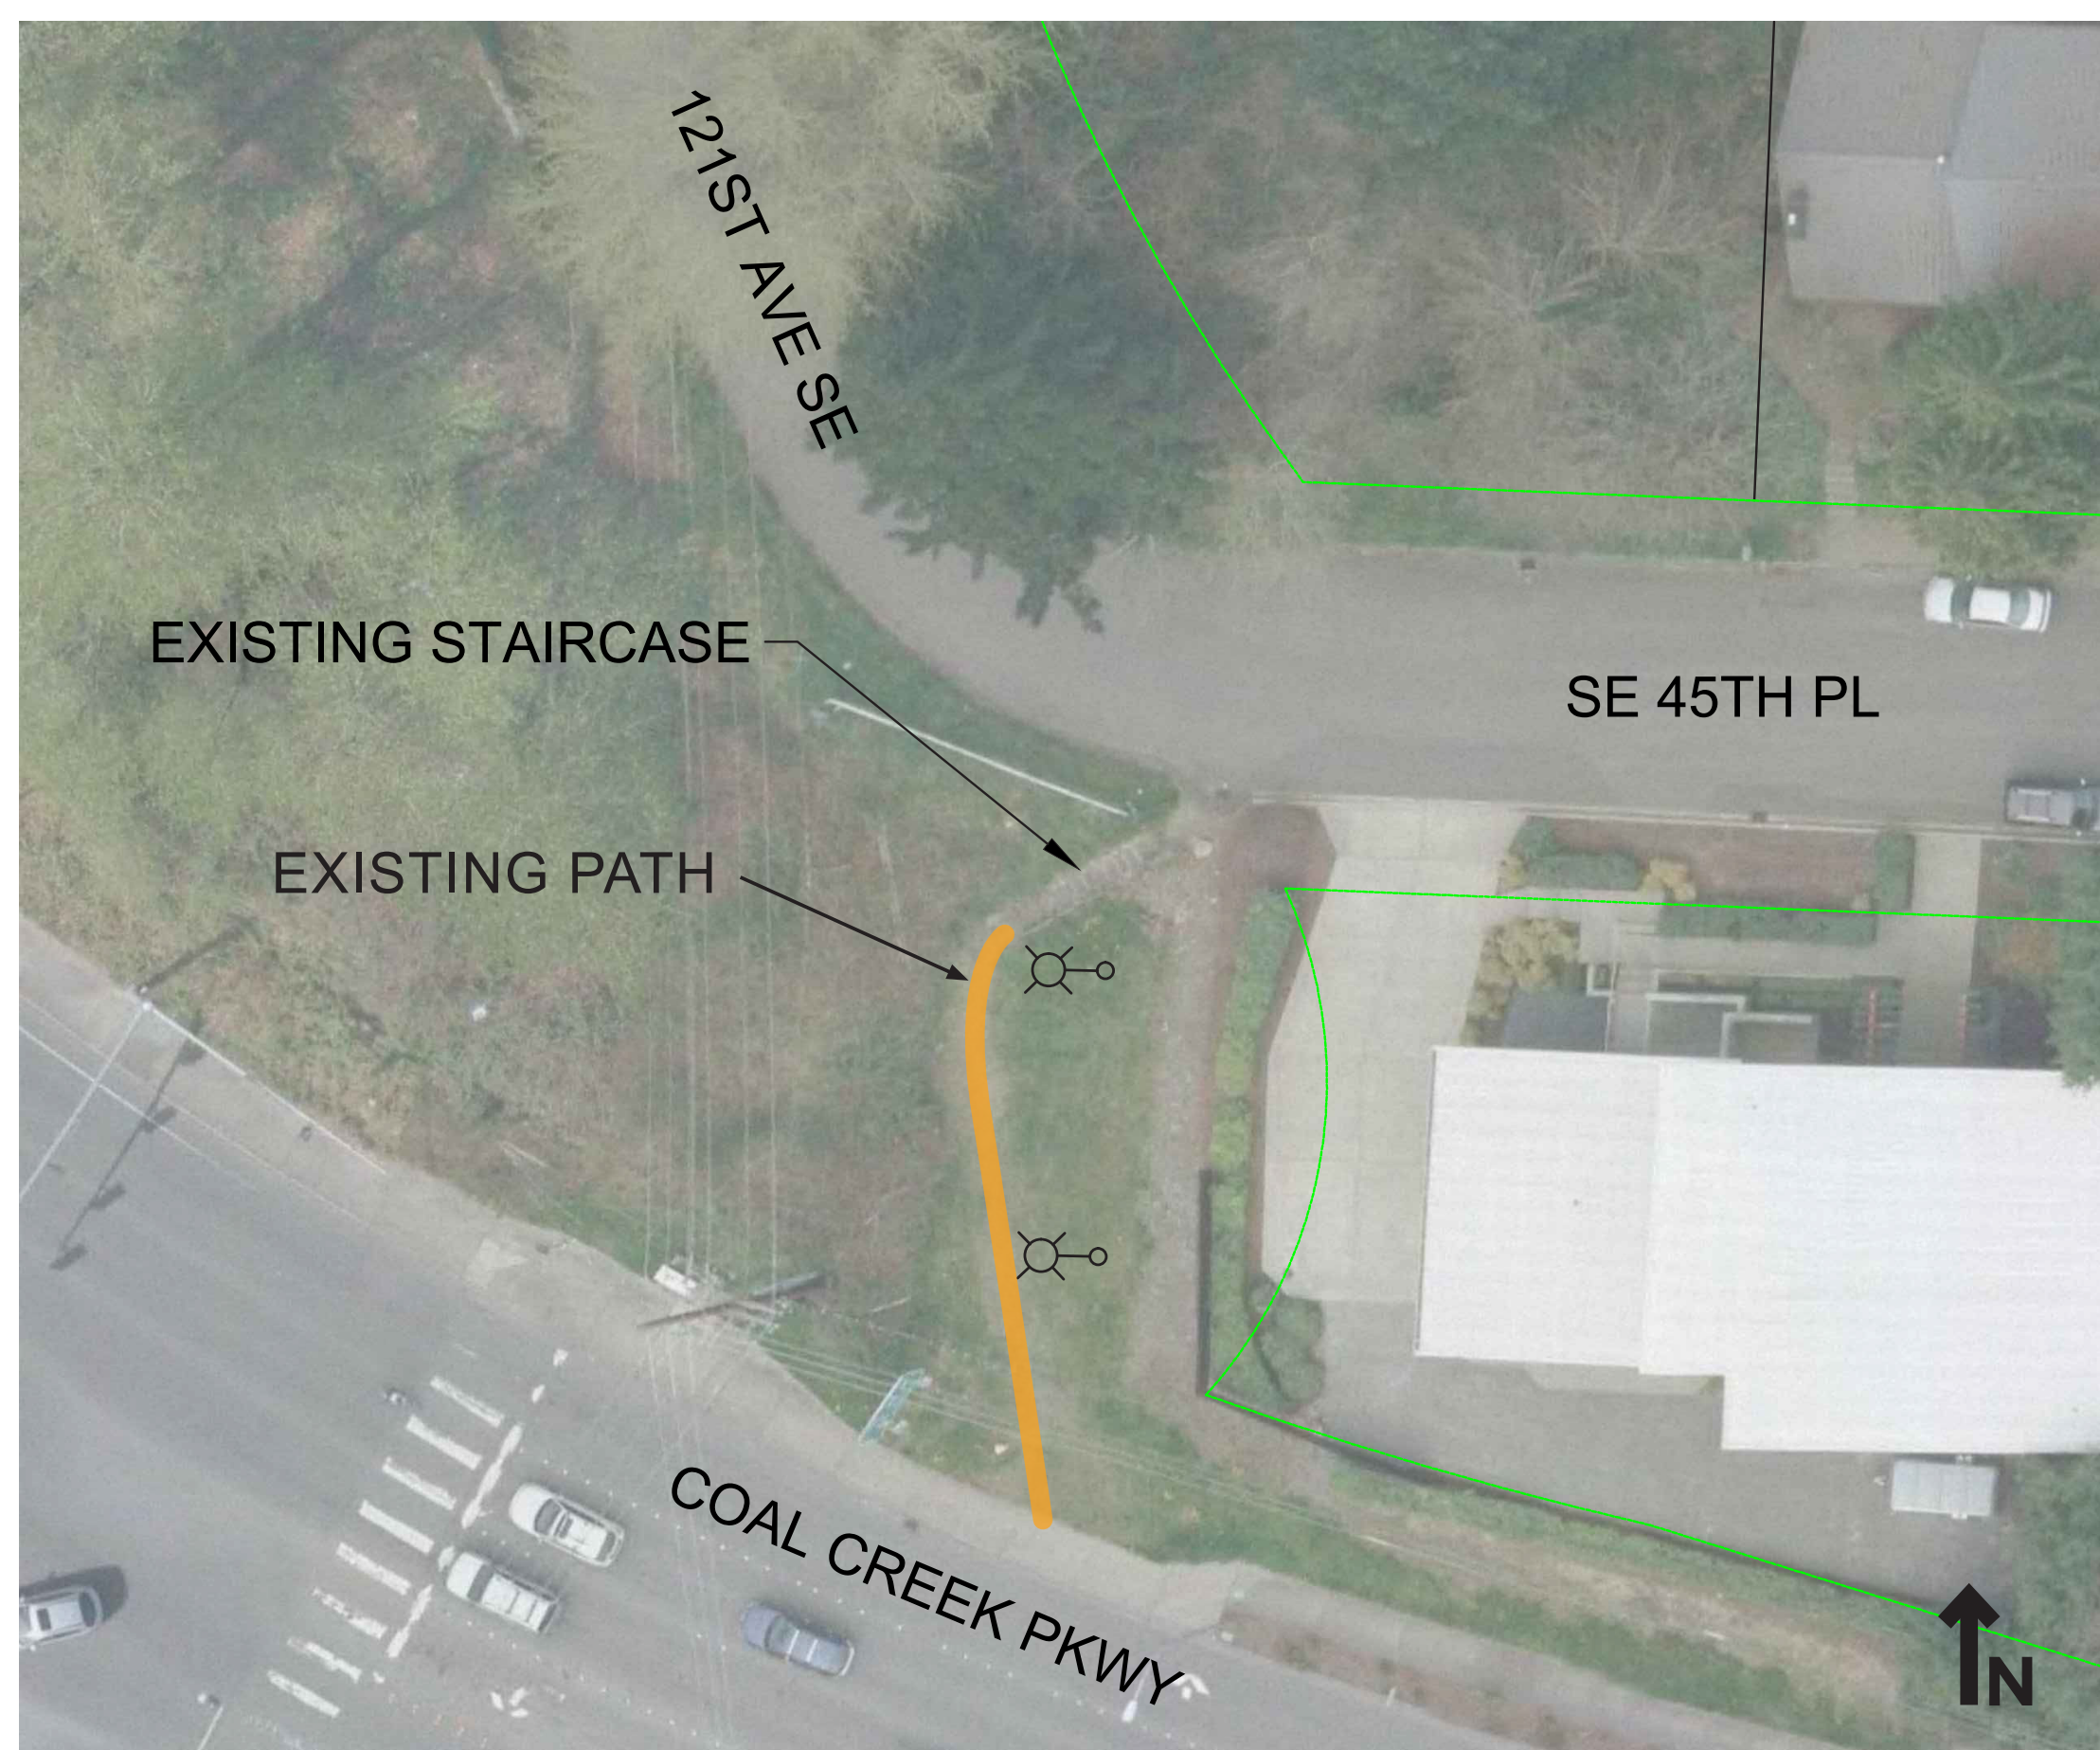 121ST AVE SE
EXISTING STAIRCASE
SE 45TH PL
EXISTING PATH
COAL CREEK PKWY
N